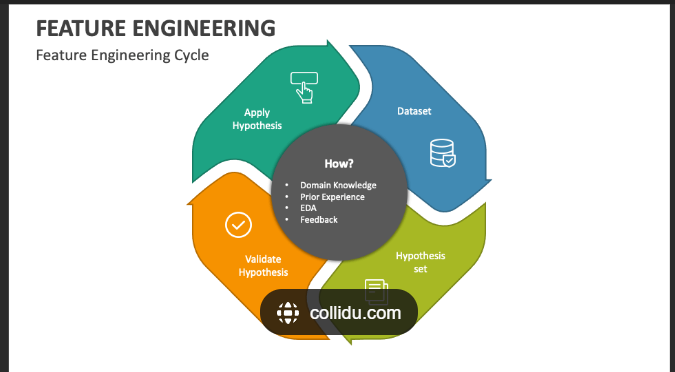 FEATURE ENGINEERING
Feature Engineering Cycle
Apply
Hypothesis
Dataset
How?
• Domain Knowledge
• Prior Experience
• EDA
• Feedback
Validate
Hypothesis
Hypothesis
set
collidu.com